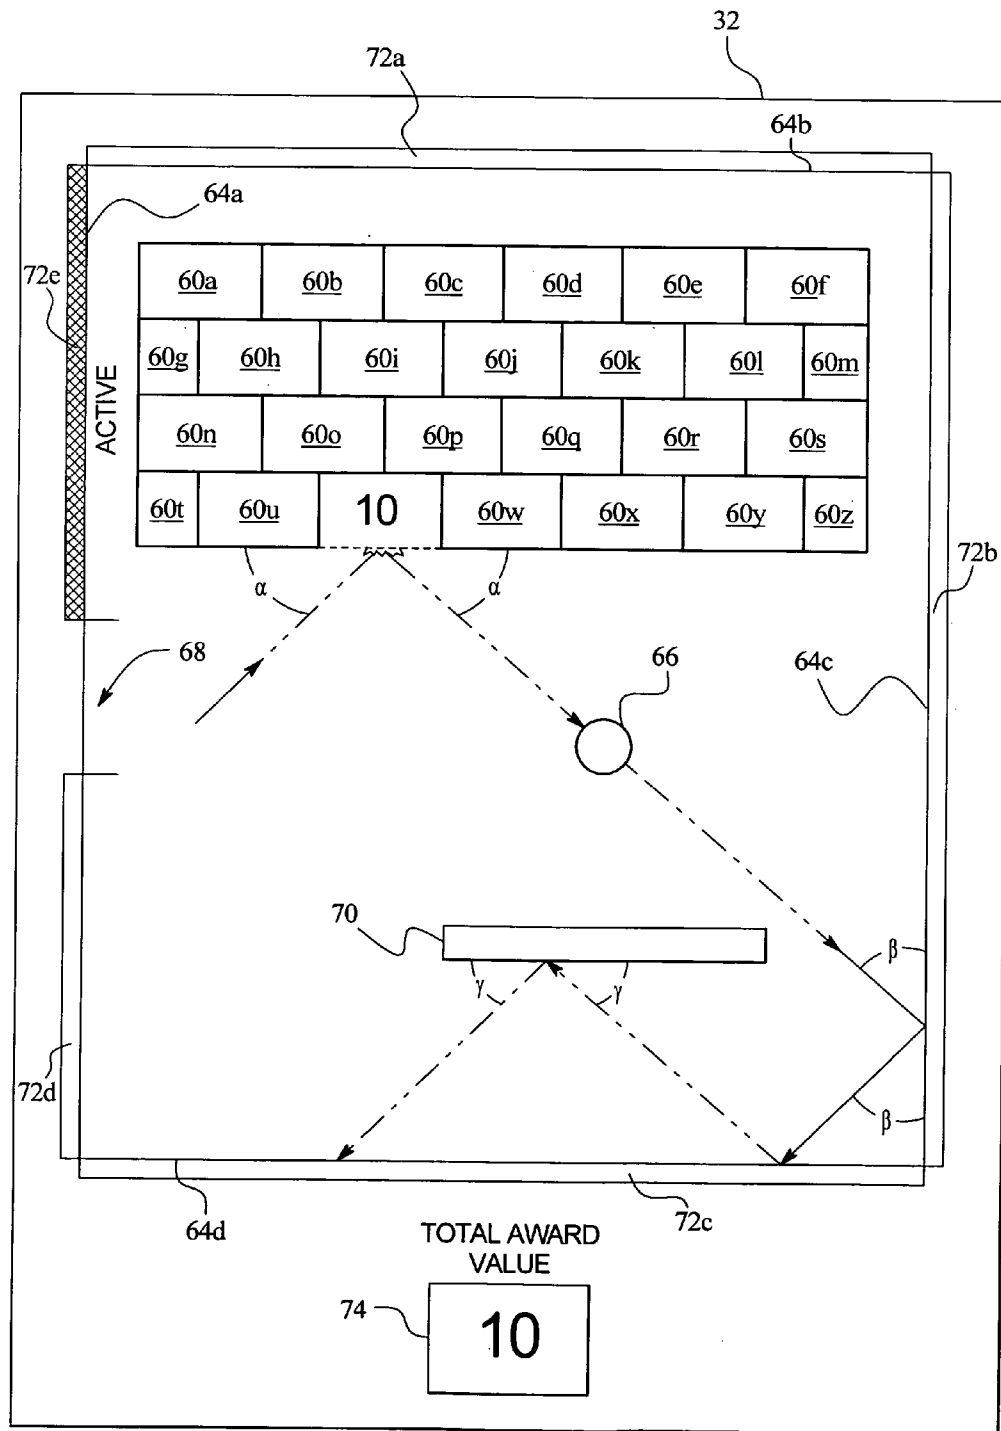 32
72a
64b
64a
72e
60a 60b 60c 60d 60e 60f
60g 60h 60i 60j 60k 60l 60m
ACTIVE
60n 60o 60p 60q 60r 60s
60t 60u 10 60w 60x 60y 60z
72b
α α
68
66
64c
70
β
γ γ
72d
β
64d
72c
TOTAL AWARD
VALUE
74
10